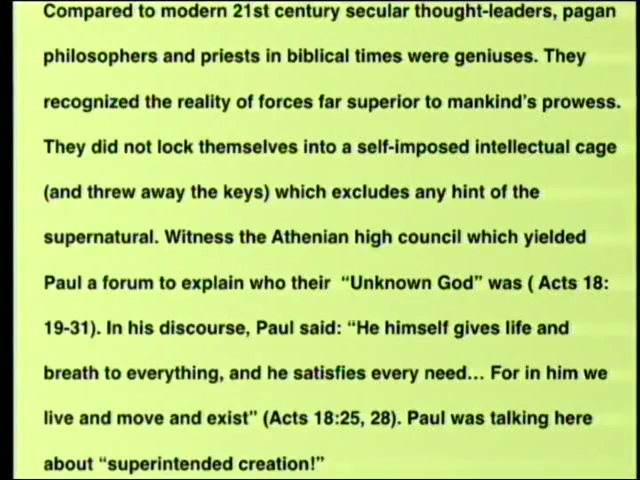 Compared to modern 21st century secular thought-leaders, pagan
philosophers and priests in biblical times were geniuses. They
recognized the reality of forces far superior to mankind's prowess.
They did not lock themselves into a self-imposed intellectual cage
(and threw away the keys) which excludes any hint of the
supernatural. Witness the Athenian high council which yielded
Paul a forum to explain who their “Unknown God” was ( Acts 18:
19-31). In his discourse, Paul said: “He himself gives life and
breath to everything, and he satisfies every need... For in him we
live and move and exist” (Acts 18:25, 28). Paul was talking here
about “superintended creation!”